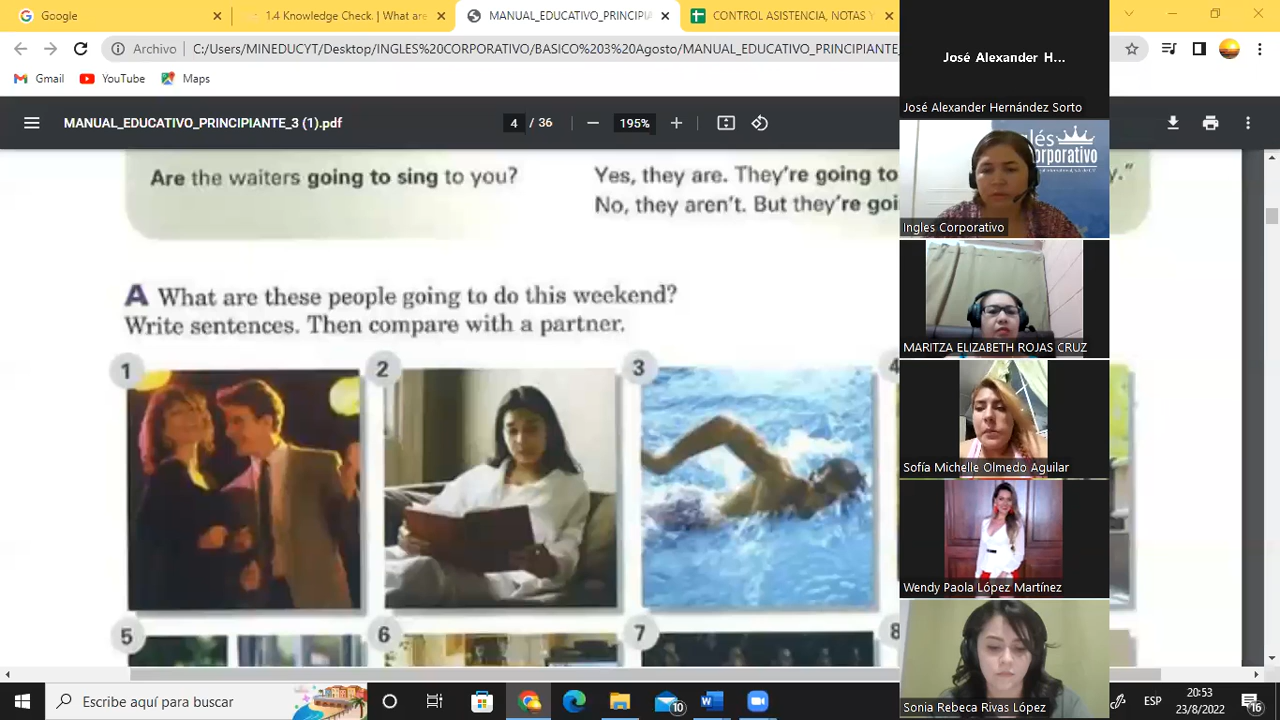 Google
1.4 Knowledge Check. | What are
MANUAL_EDUCATIVO_PRINCIPIA
CONTROL ASISTENCIA, NOTAS Y
Archivo
C:/Users/MINEDUCYT/Desktop/INGLES%20CORPORATIVO/BASICO%203%20Agosto/MANUAL_EDUCATIVO_PRINCIPIANTE_
Gmail
YouTube
Maps
MANUAL_EDUCATIVO_PRINCIPIANTE_3 (1).pdf
4 / 36
195%
Are the waiters going to sing to you?
Yes, they are. They're going to
No, they aren't. But they're goi
y."
A What are these people going to do this weekend?
Write sentences. Then compare with a partner.
1
2
3
4
5
6
7
8
José Alexander H...
José Alexander Hernández Sorto
Inglés
Corporativo
Ingles Corporativo
MARITZA ELIZABETH ROJAS CRUZ
Sofía Michelle Olmedo Aguilar
Wendy Paola López Martínez
Sonia Rebeca Rivas López
Escribe aquí para buscar
10
ESP
20:53
23/8/2022
16